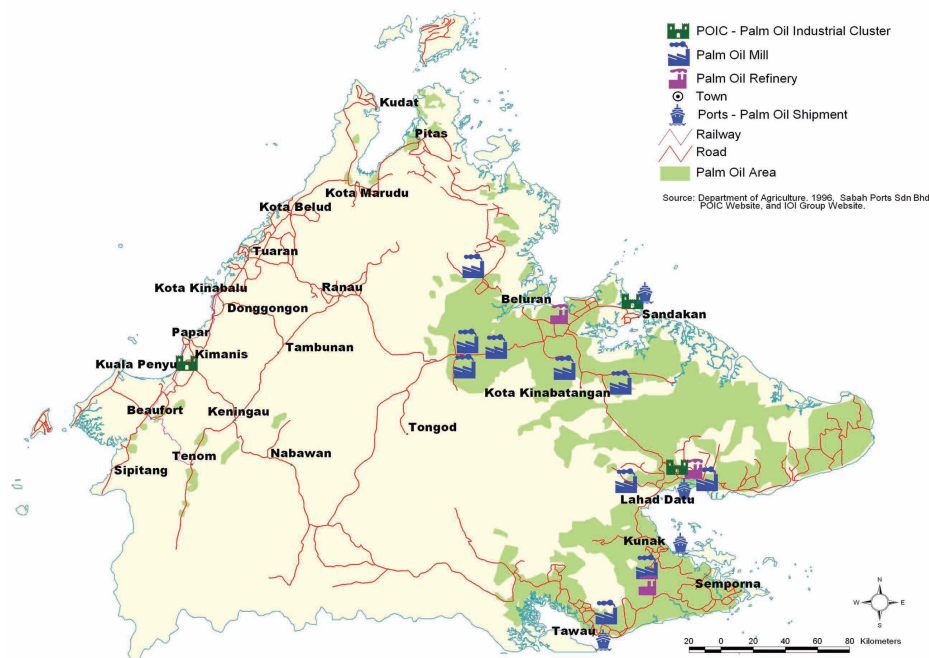 POIC - Palm Oil Industrial Cluster
Palm Oil Mill
Palm Oil Refinery
Town
Ports - Palm Oil Shipment
Railway
Road
Palm Oil Area
Source: Department of Agriculture. 1996, Sabah Ports Sdn Bhd
POIC Website, and IOI Group Website.
Kudat
Pitas
Kota Marudu
Kota Belud
Tuaran
Kota Kinabalu
Ranau
Donggongon
Beluran
Sandakan
Papar
Tambunan
Kimanis
Kuala Penyu
Kota Kinabatangan
Beaufort
Keningau
Tongod
Sipitang
Tenom
Nabawan
Lahad Datu
Kunak
Semporna
Tawau
N
W
E
S
20 0 20 40 60 80 Kilometers